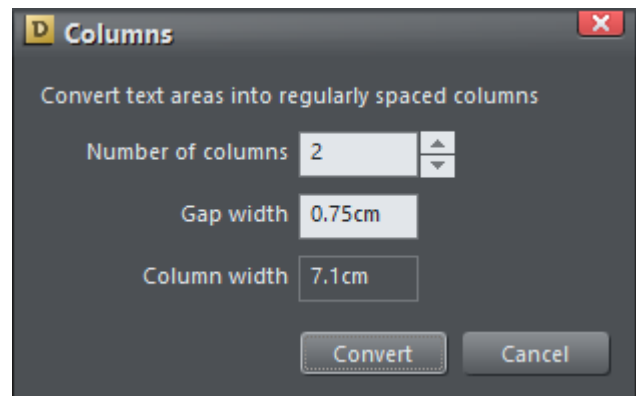 D Columns
Convert text areas into regularly spaced columns
Number of columns 2
Gap width 0.75cm
Column width 7.1cm
Convert Cancel